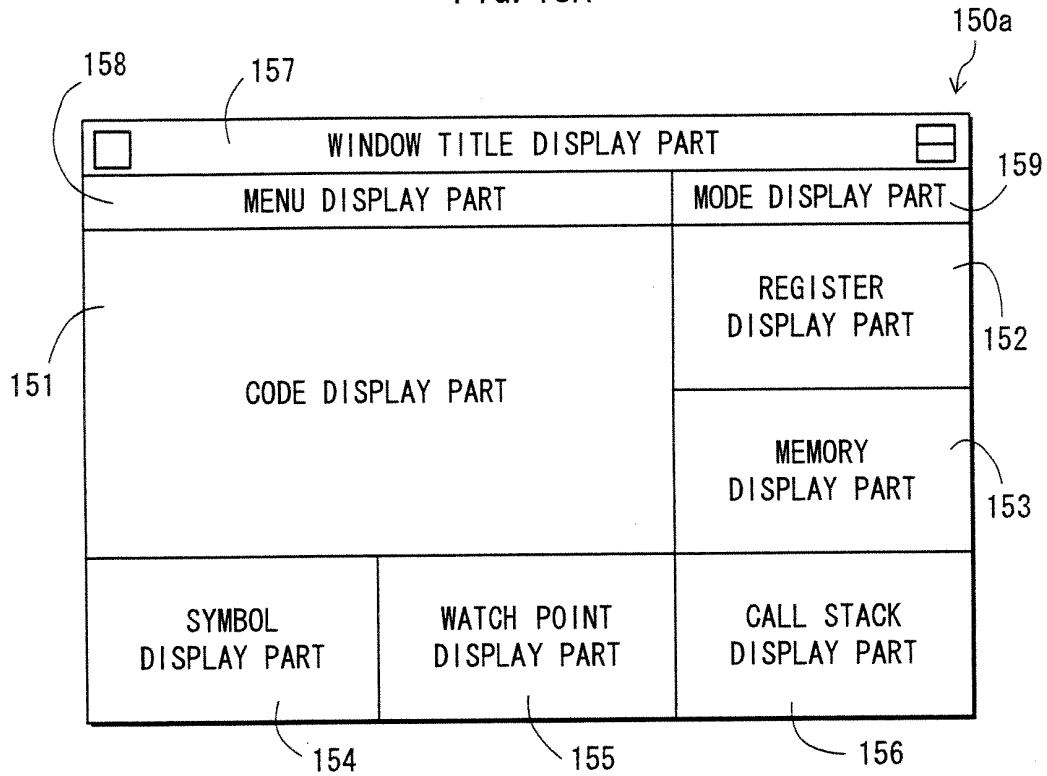 150a
158
157
WINDOW TITLE DISPLAY PART
159
MENU DISPLAY PART
MODE DISPLAY PART
151
CODE DISPLAY PART
REGISTER
DISPLAY PART
152
MEMORY
DISPLAY PART
153
SYMBOL
DISPLAY PART
WATCH POINT
DISPLAY PART
CALL STACK
DISPLAY PART
154
155
156